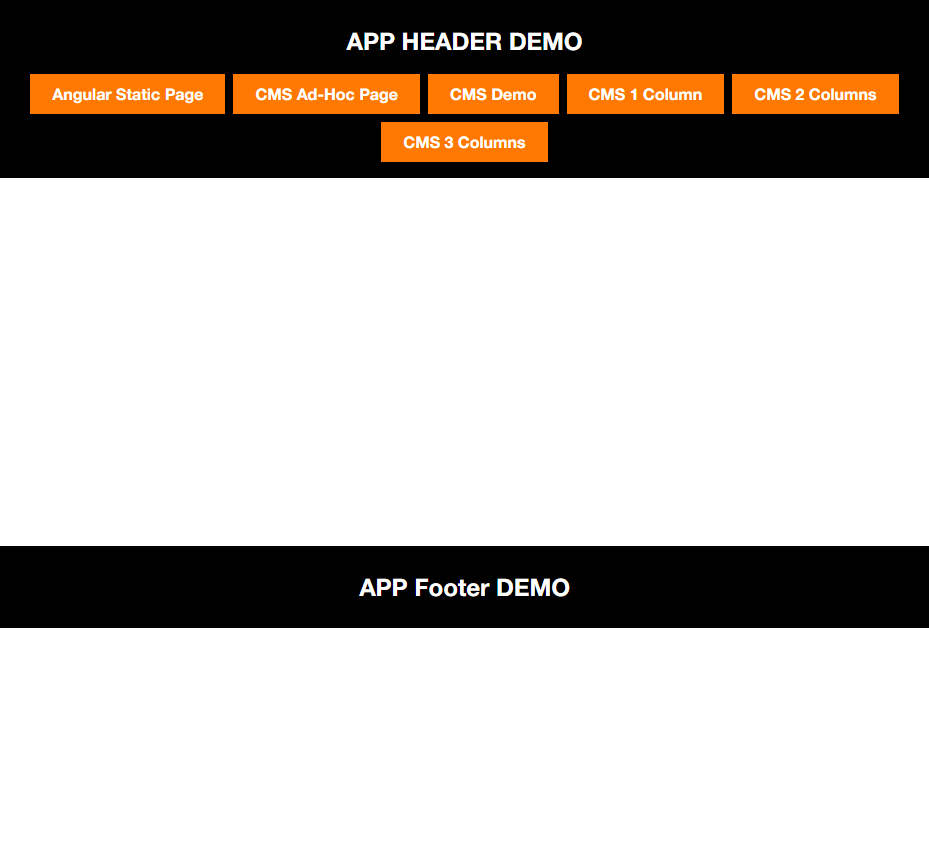 APP HEADER DEMO
Angular Static Page CMS Ad-Hoc Page CMS Demo CMS 1 Column CMS 2 Columns
CMS 3 Columns
APP Footer DEMO